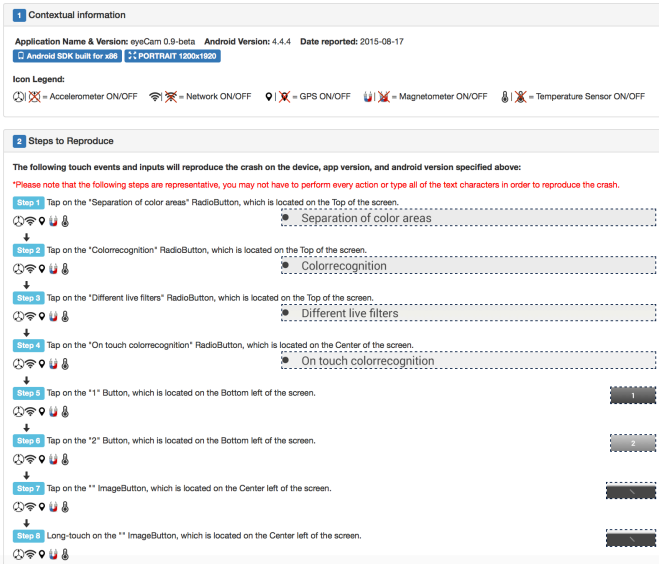 1 Contextual information
Application Name & Version: eyeCam 0.9-beta Android Version: 4.4.4 Date reported: 2015-08-17
Android SDK built for x86 PORTRAIT 1200x1920
Icon Legend:
| = Accelerometer ON/OFF | = Network ON/OFF | = GPS ON/OFF | = Magnetometer ON/OFF | = Temperature Sensor ON/OFF
2 Steps to Reproduce
The following touch events and inputs will reproduce the crash on the device, app version, and android version specified above:
*Please note that the following steps are representative, you may not have to perform every action or type all of the text characters in order to reproduce the crash.
Step 1 Tap on the "Separation of color areas" RadioButton, which is located on the Top of the screen.
Separation of color areas
Step 2 Tap on the "Colorrecognition" RadioButton, which is located on the Top of the screen.
Colorrecognition
Step 3 Tap on the "Different live filters" RadioButton, which is located on the Top of the screen.
Different live filters
Step 4 Tap on the "On touch colorrecognition" RadioButton, which is located on the Center of the screen.
On touch colorrecognition
Step 5 Tap on the "1" Button, which is located on the Bottom left of the screen.
1
Step 6 Tap on the "2" Button, which is located on the Bottom left of the screen.
2
Step 7 Tap on the "" ImageButton, which is located on the Center left of the screen.
Step 8 Long-touch on the "" ImageButton, which is located on the Center left of the screen.